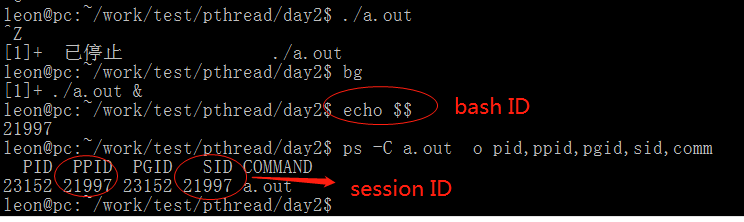 leon@pc:~/work/test/pthread/day2$ ./a.out
^Z
[1]+  已停止               ./a.out
leon@pc:~/work/test/pthread/day2$ bg
[1]+ ./a.out &
leon@pc:~/work/test/pthread/day2$ echo $$ bash ID
21997
leon@pc:~/work/test/pthread/day2$ ps -C a.out  o pid,ppid,pgid,sid,comm
  PID  PPID  PGID   SID COMMAND
23152 21997 23152 21997 a.out session ID
leon@pc:~/work/test/pthread/day2$